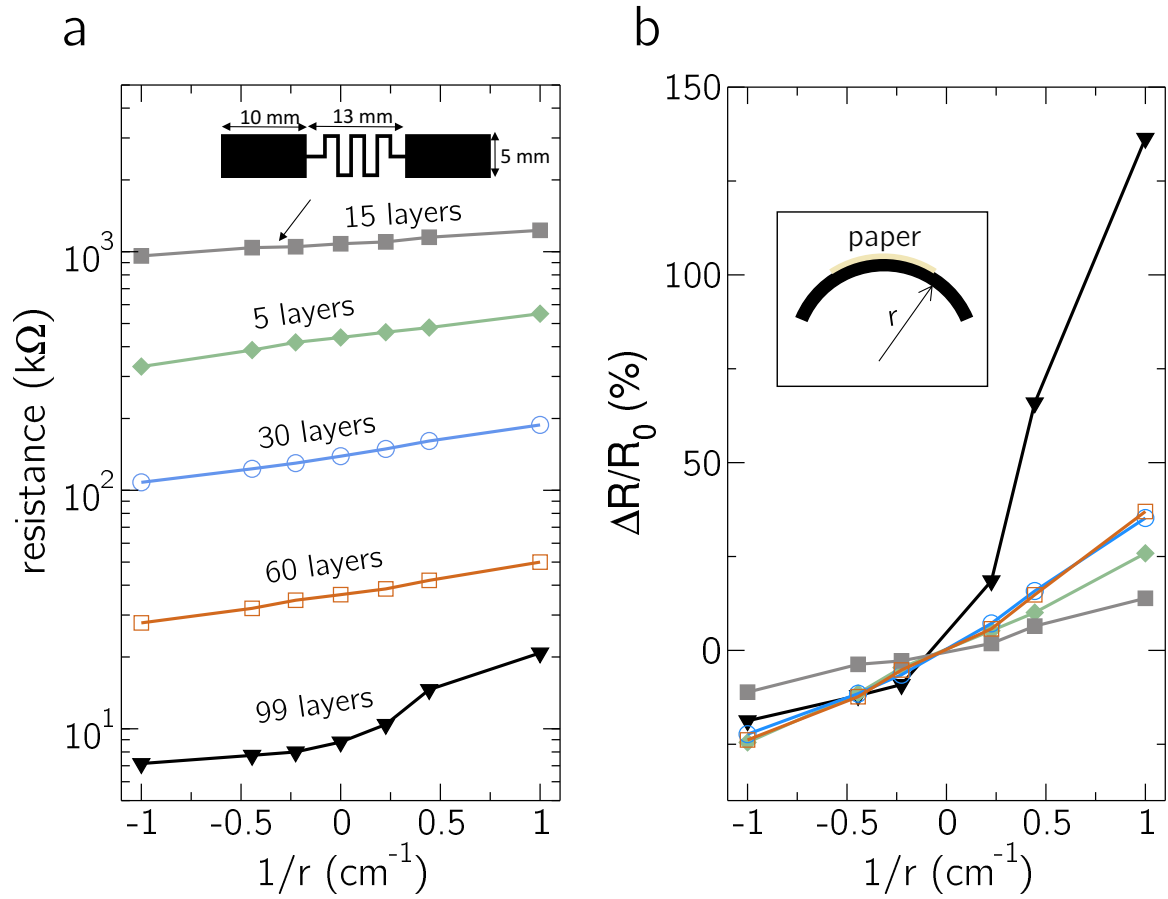 a
b
10 mm
13 mm
5 mm
15 layers
5 layers
30 layers
60 layers
99 layers
resistance (kΩ)
10³
10²
10¹
-1
-0.5
0
0.5
1
1/r (cm⁻¹)
150
100
50
0
ΔR/R₀ (%)
paper
r
-1
-0.5
0
0.5
1
1/r (cm⁻¹)